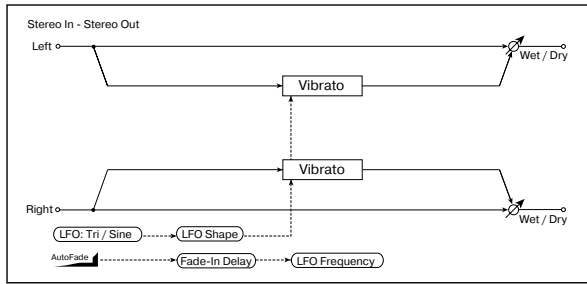 Stereo In - Stereo Out
Left
Wet / Dry
Vibrato
Vibrato
Right
Wet / Dry
LFO: Tri / Sine
LFO Shape
AutoFade
Fade-In Delay
LFO Frequency